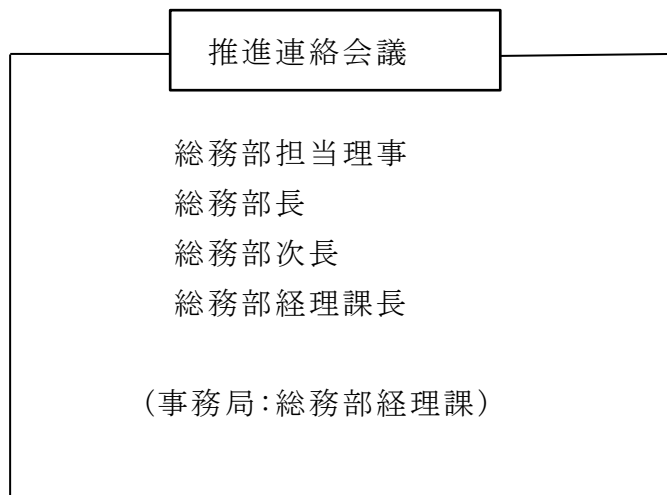 推進連絡会議
総務部担当理事
総務部長
総務部次長
総務部経理課長
(事務局:総務部経理課)